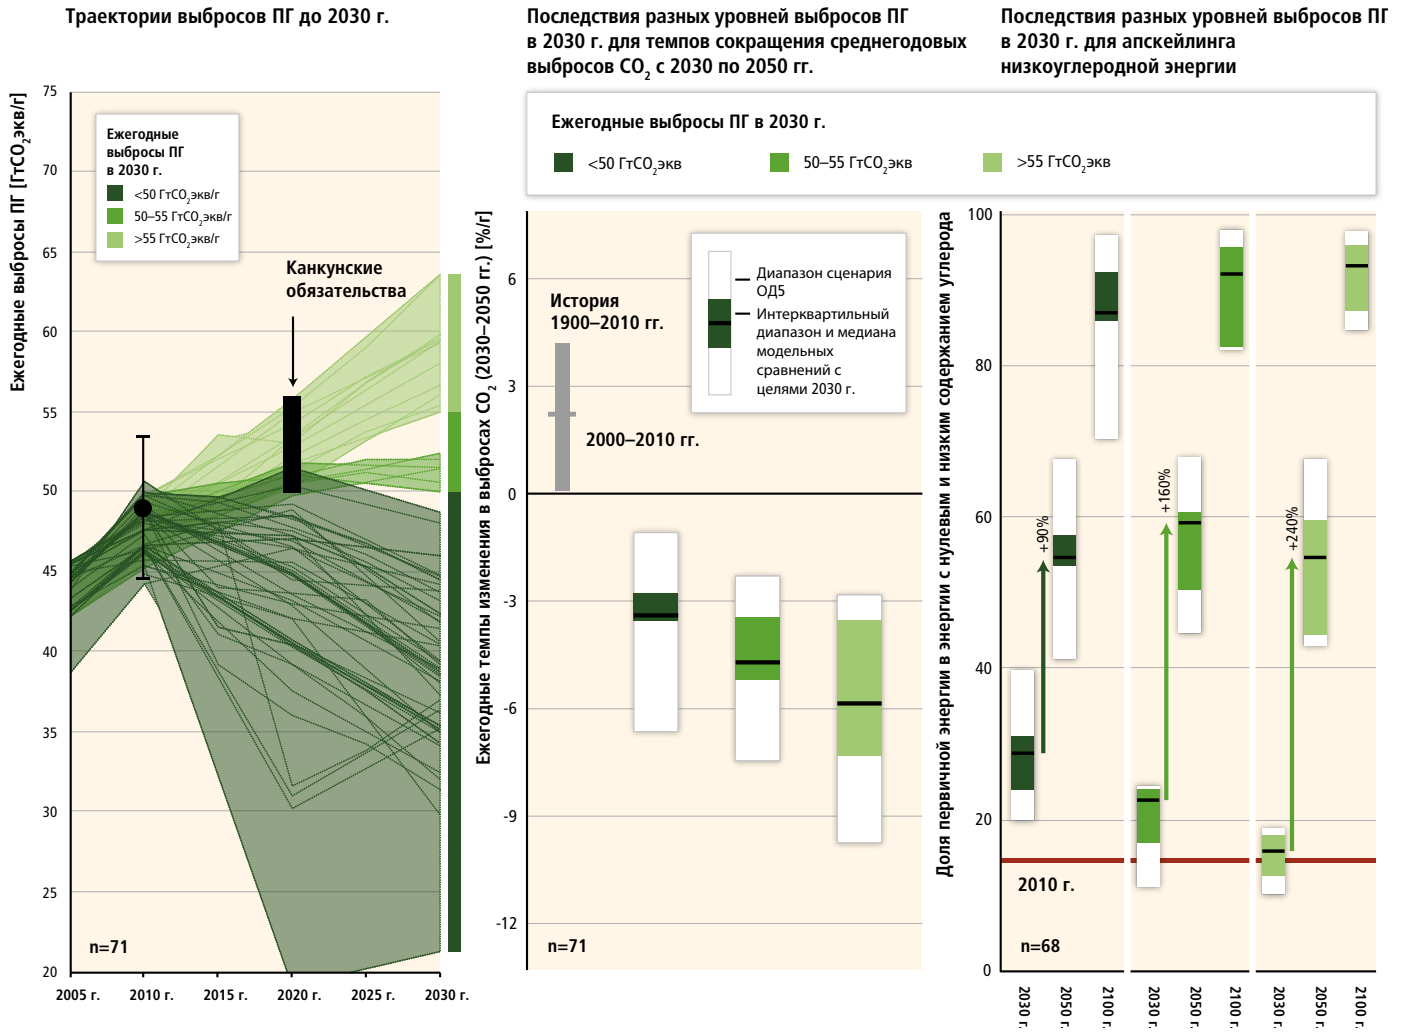 Траектории выбросов ПГ до 2030 г.
Ежегодные выбросы ПГ [ГтCO2экв/г]
75
70
65
60
55
50
45
40
35
30
25
20
Ежегодные
выбросы ПГ
в 2030 г.
<50 ГтCO2экв/г
50–55 ГтCO2экв/г
>55 ГтCO2экв/г
Канкунские
обязательства
n=71
2005 г.
2010 г.
2015 г.
2020 г.
2025 г.
2030 г.
Последствия разных уровней выбросов ПГ
в 2030 г. для темпов сокращения среднегодовых
выбросов CO2 с 2030 по 2050 гг.
Последствия разных уровней выбросов ПГ
в 2030 г. для апскейлинга
низкоуглеродной энергии
Ежегодные выбросы ПГ в 2030 г.
<50 ГтCO2экв
50–55 ГтCO2экв
>55 ГтCO2экв
Ежегодные темпы изменения в выбросах CO2 (2030–2050 гг.) [%/г]
6
3
0
-3
-6
-9
-12
История
1900–2010 гг.
2000–2010 гг.
Диапазон сценария
ОД5
Интерквартильный
диапазон и медиана
модельных
сравнений с
целями 2030 г.
n=71
Доля первичной энергии в энергии с нулевым и низким содержанием углерода
100
80
60
40
20
0
+90%
+160%
+240%
2010 г.
n=68
2030 г.
2050 г.
2100 г.
2030 г.
2050 г.
2100 г.
2030 г.
2050 г.
2100 г.